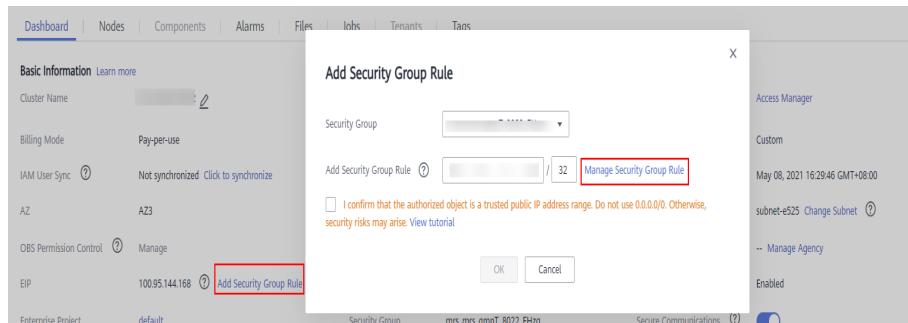 Dashboard Nodes Components Alarms Files Jobs Tenants Tags
X
Basic Information Learn more
Add Security Group Rule
Cluster Name
Access Manager
Security Group
Billing Mode Pay-per-use
Custom
IAM User Sync ? Not synchronized Click to synchronize
Add Security Group Rule ? / 32 Manage Security Group Rule
May 08, 2021 16:29:46 GMT+08:00
I confirm that the authorized object is a trusted public IP address range. Do not use 0.0.0.0/0. Otherwise,
security risks may arise. View tutorial
AZ AZ3
subnet-e525 Change Subnet ?
OBS Permission Control ? Manage
-- Manage Agency
OK Cancel
EIP 100.95.144.168 ? Add Security Group Rule
Enabled
Enterprise Project default Security Group Secure Communications ?